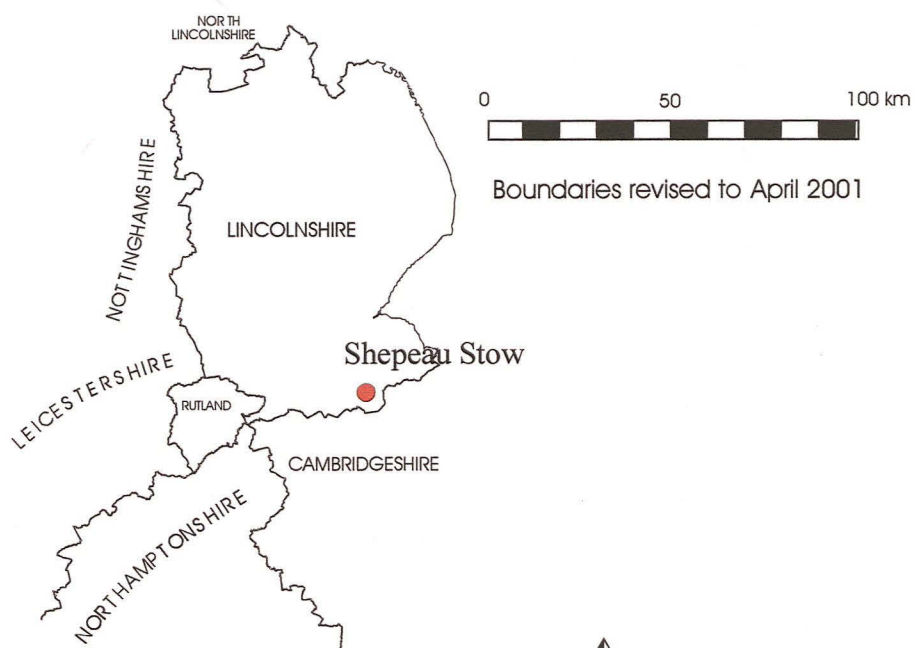 NORTH
LINCOLNSHIRE
0 50 100 km
Boundaries revised to April 2001
NOTTINGHAMSHIRE
LINCOLNSHIRE
Shepeau Stow
LEICESTERSHIRE
RUTLAND
CAMBRIDGESHIRE
NORTHAMPTONSHIRE